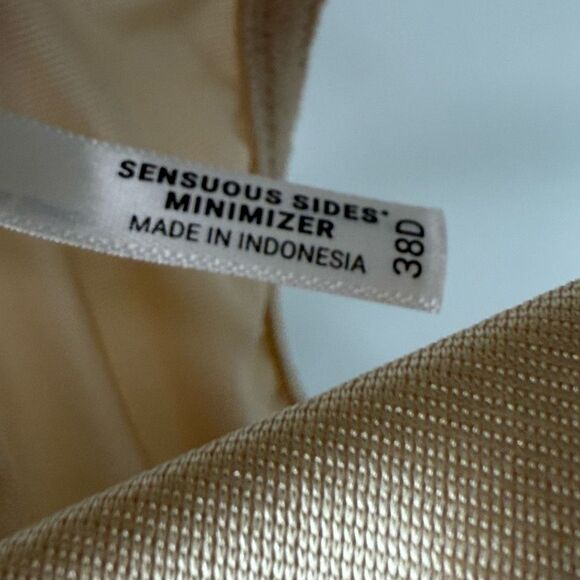 SENSUOUS SIDES*
MINIMIZER
MADE IN INDONESIA
38D